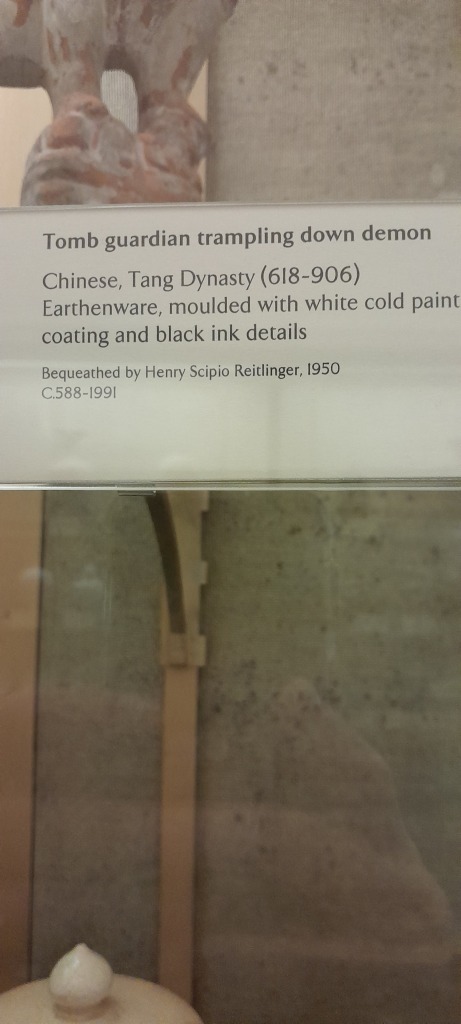 Tomb guardian trampling down demon
Chinese, Tang Dynasty (618-906)
Earthenware, moulded with white cold paint
coating and black ink details
Bequeathed by Henry Scipio Reitlinger, 1950
C.588-1991